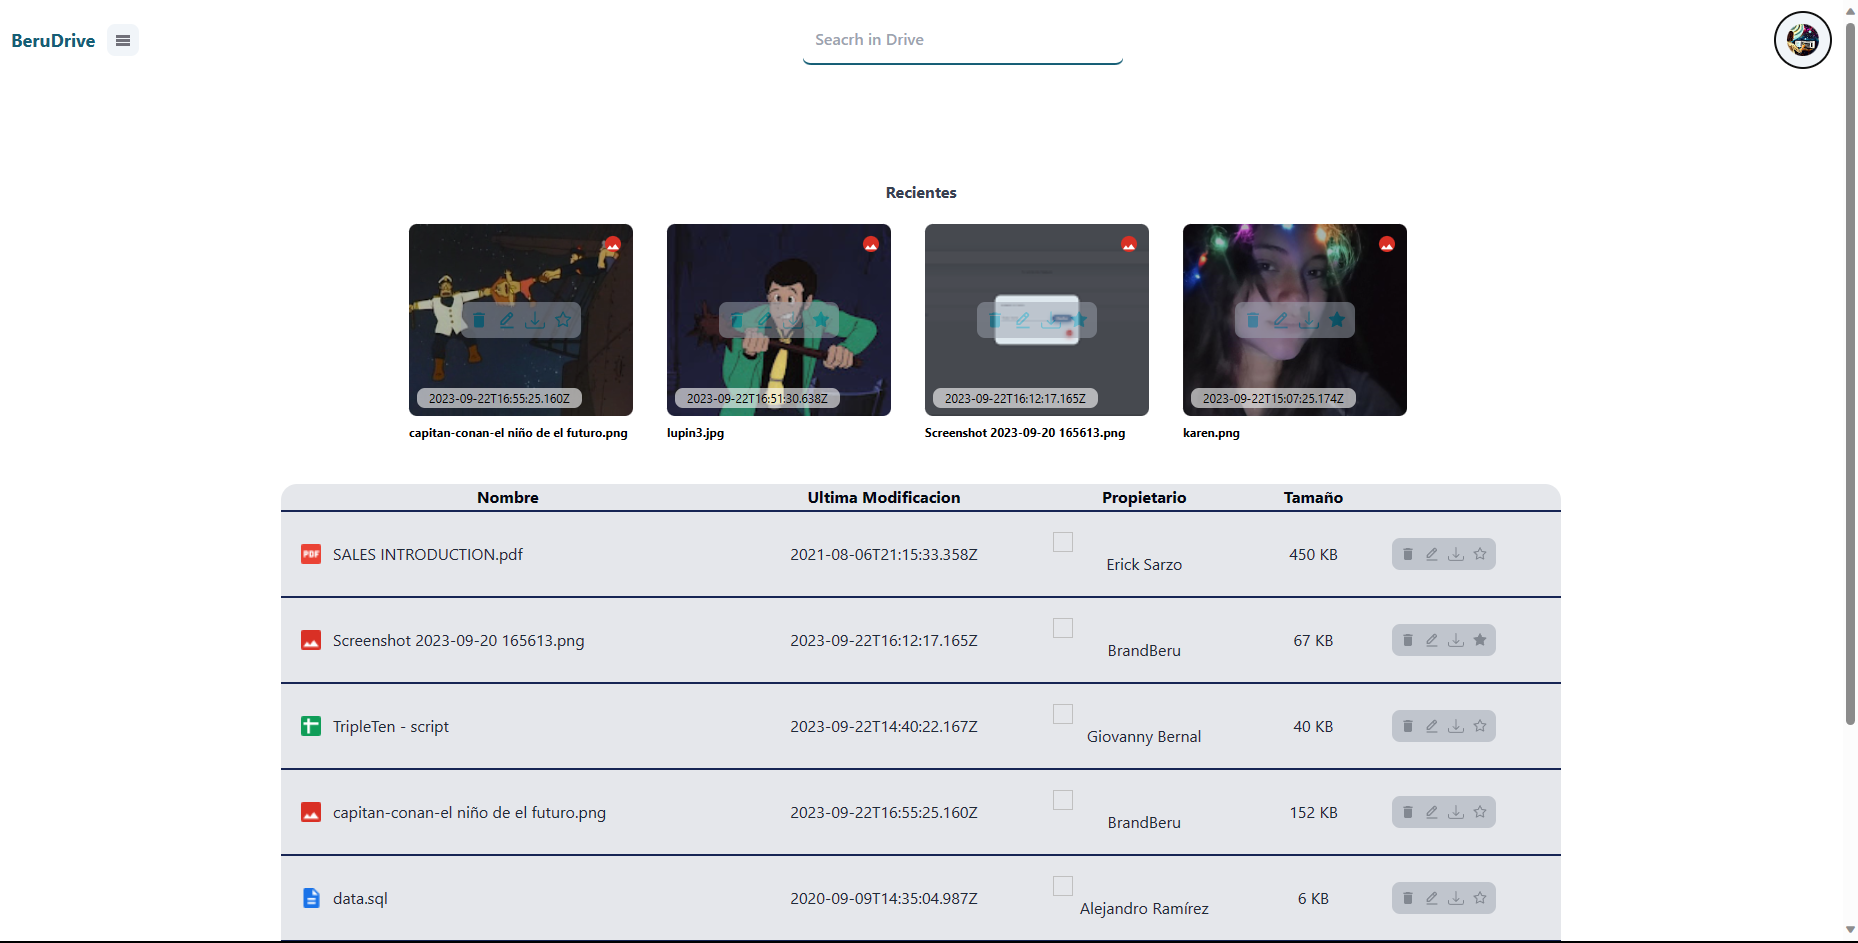 BeruDrive
Seacrh in Drive
Recientes
2023-09-22T16:55:25.160Z
2023-09-22T16:51:30.638Z
2023-09-22T16:12:17.165Z
2023-09-22T15:07:25.174Z
capitan-conan-el niño de el futuro.png
lupin3.jpg
Screenshot 2023-09-20 165613.png
karen.png
Nombre Ultima Modificacion Propietario Tamaño
PDF SALES INTRODUCTION.pdf 2021-08-06T21:15:33.358Z Erick Sarzo 450 KB
Screenshot 2023-09-20 165613.png 2023-09-22T16:12:17.165Z BrandBeru 67 KB
TripleTen - script 2023-09-22T14:40:22.167Z Giovanny Bernal 40 KB
capitan-conan-el niño de el futuro.png 2023-09-22T16:55:25.160Z BrandBeru 152 KB
data.sql 2020-09-09T14:35:04.987Z Alejandro Ramírez 6 KB